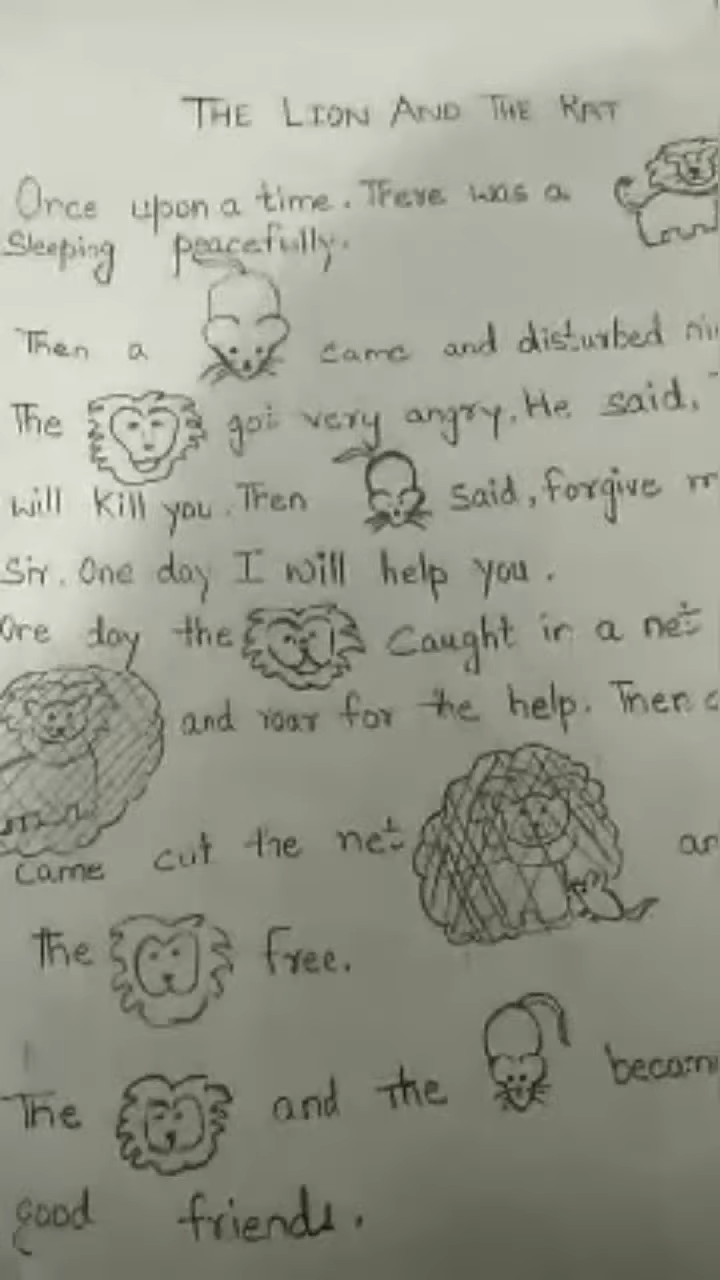 THE LION AND THE RAT
Once upon a time. There was a
Sleeping peacefully.
Then a came and disturbed
The got very angry. He said,
will kill you. Then said, forgive
Sir. One day I will help you.
One day the Caught in a net
and roar for the help. Then
came cut the net
The free.
The and the
good friends.